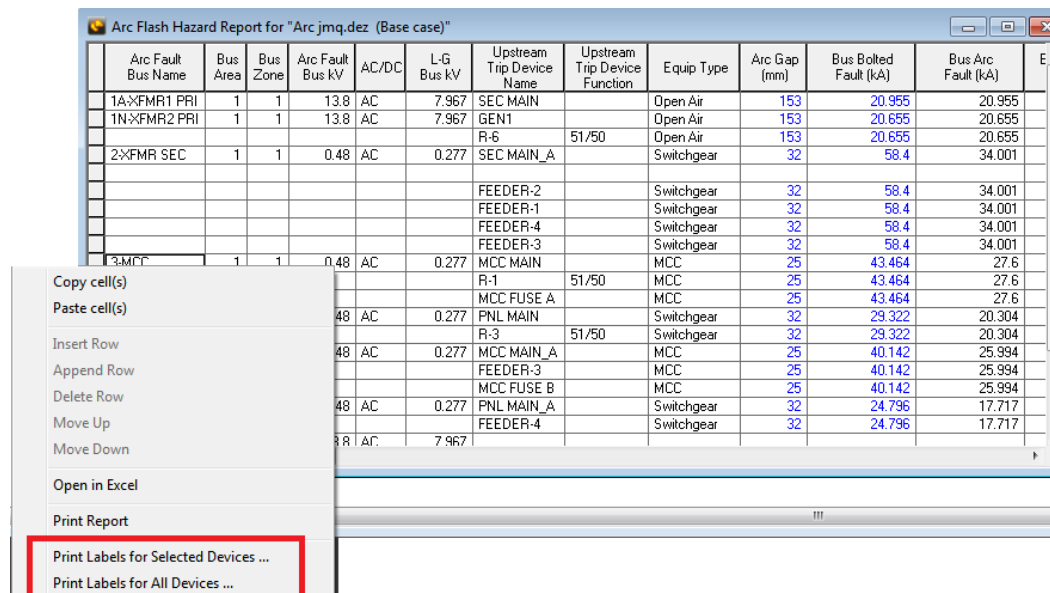 Arc Flash Hazard Report for "Arc jmq.dez (Base case)"
Arc Fault Bus Name Bus Area Bus Zone Arc Fault Bus kV AC/DC L-G Bus kV Upstream Trip Device Name Upstream Trip Device Function Equip Type Arc Gap (mm) Bus Bolted Fault (kA) Bus Arc Fault (kA) E
1A-XFMR1 PRI 1 1 13.8 AC 7.967 SEC MAIN Open Air 153 20.955 20.955
1N-XFMR2 PRI 1 1 13.8 AC 7.967 GEN1 Open Air 153 20.655 20.655
R-6 51/50 Open Air 153 20.655 20.655
2-XFMR SEC 1 1 0.48 AC 0.277 SEC MAIN_A Switchgear 32 58.4 34.001
FEEDER-2 Switchgear 32 58.4 34.001
FEEDER-1 Switchgear 32 58.4 34.001
FEEDER-4 Switchgear 32 58.4 34.001
FEEDER-3 Switchgear 32 58.4 34.001
3-MCC 1 1 0.48 AC 0.277 MCC MAIN MCC 25 43.464 27.6
R-1 51/50 MCC 25 43.464 27.6
MCC FUSE A MCC 25 43.464 27.6
48 AC 0.277 PNL MAIN Switchgear 32 29.322 20.304
R-3 51/50 Switchgear 32 29.322 20.304
48 AC 0.277 MCC MAIN_A MCC 25 40.142 25.994
FEEDER-3 MCC 25 40.142 25.994
MCC FUSE B MCC 25 40.142 25.994
48 AC 0.277 PNL MAIN_A Switchgear 32 24.796 17.717
FEEDER-4 Switchgear 32 24.796 17.717
3.8 AC 7.967
Copy cell(s)
Paste cell(s)
Insert Row
Append Row
Delete Row
Move Up
Move Down
Open in Excel
Print Report
Print Labels for Selected Devices ...
Print Labels for All Devices ...